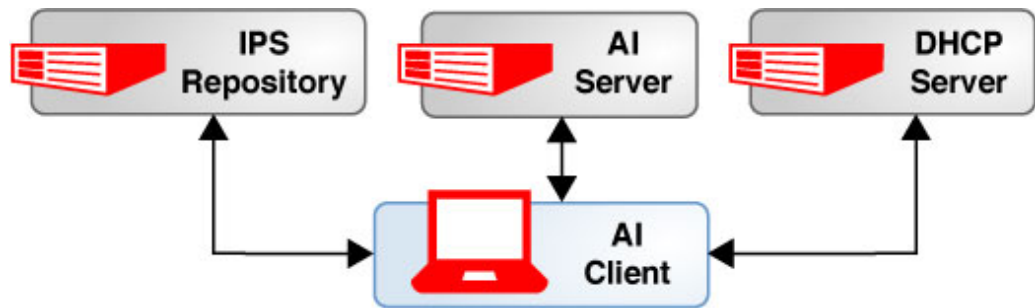 IPS
Repository
AI
Server
DHCP
Server
AI
Client